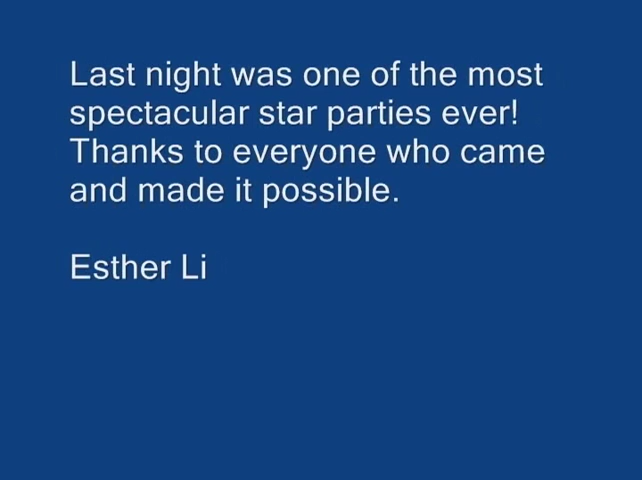 Last night was one of the most
spectacular star parties ever!
Thanks to everyone who came
and made it possible.
Esther Li